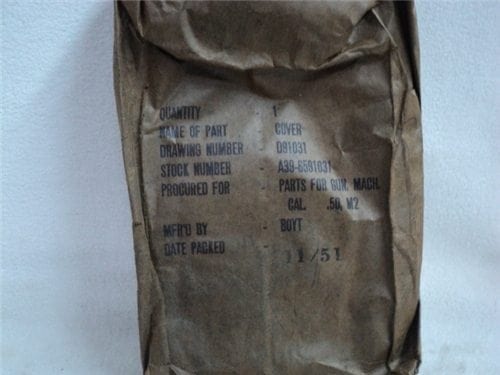 QUANTITY - 1
NAME OF PART - COVER
DRAWING NUMBER - D91031
STOCK NUMBER - A39-6591031
PROCURED FOR - PARTS FOR GUN, MACH.
CAL. .50, M2
MFR'D BY - BOYT
DATE PACKED - 11/51